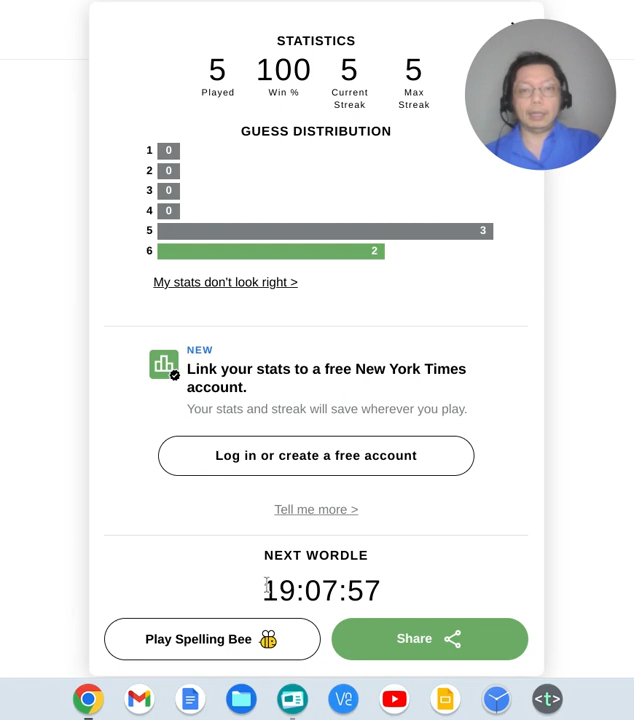 STATISTICS
5 100 5 5
Played Win % Current Streak Max Streak
GUESS DISTRIBUTION
1 0
2 0
3 0
4 0
5 3
6 2
My stats don't look right >
NEW
Link your stats to a free New York Times
account.
Your stats and streak will save wherever you play.
Log in or create a free account
Tell me more >
NEXT WORDLE
19:07:57
Play Spelling Bee Share
<t>